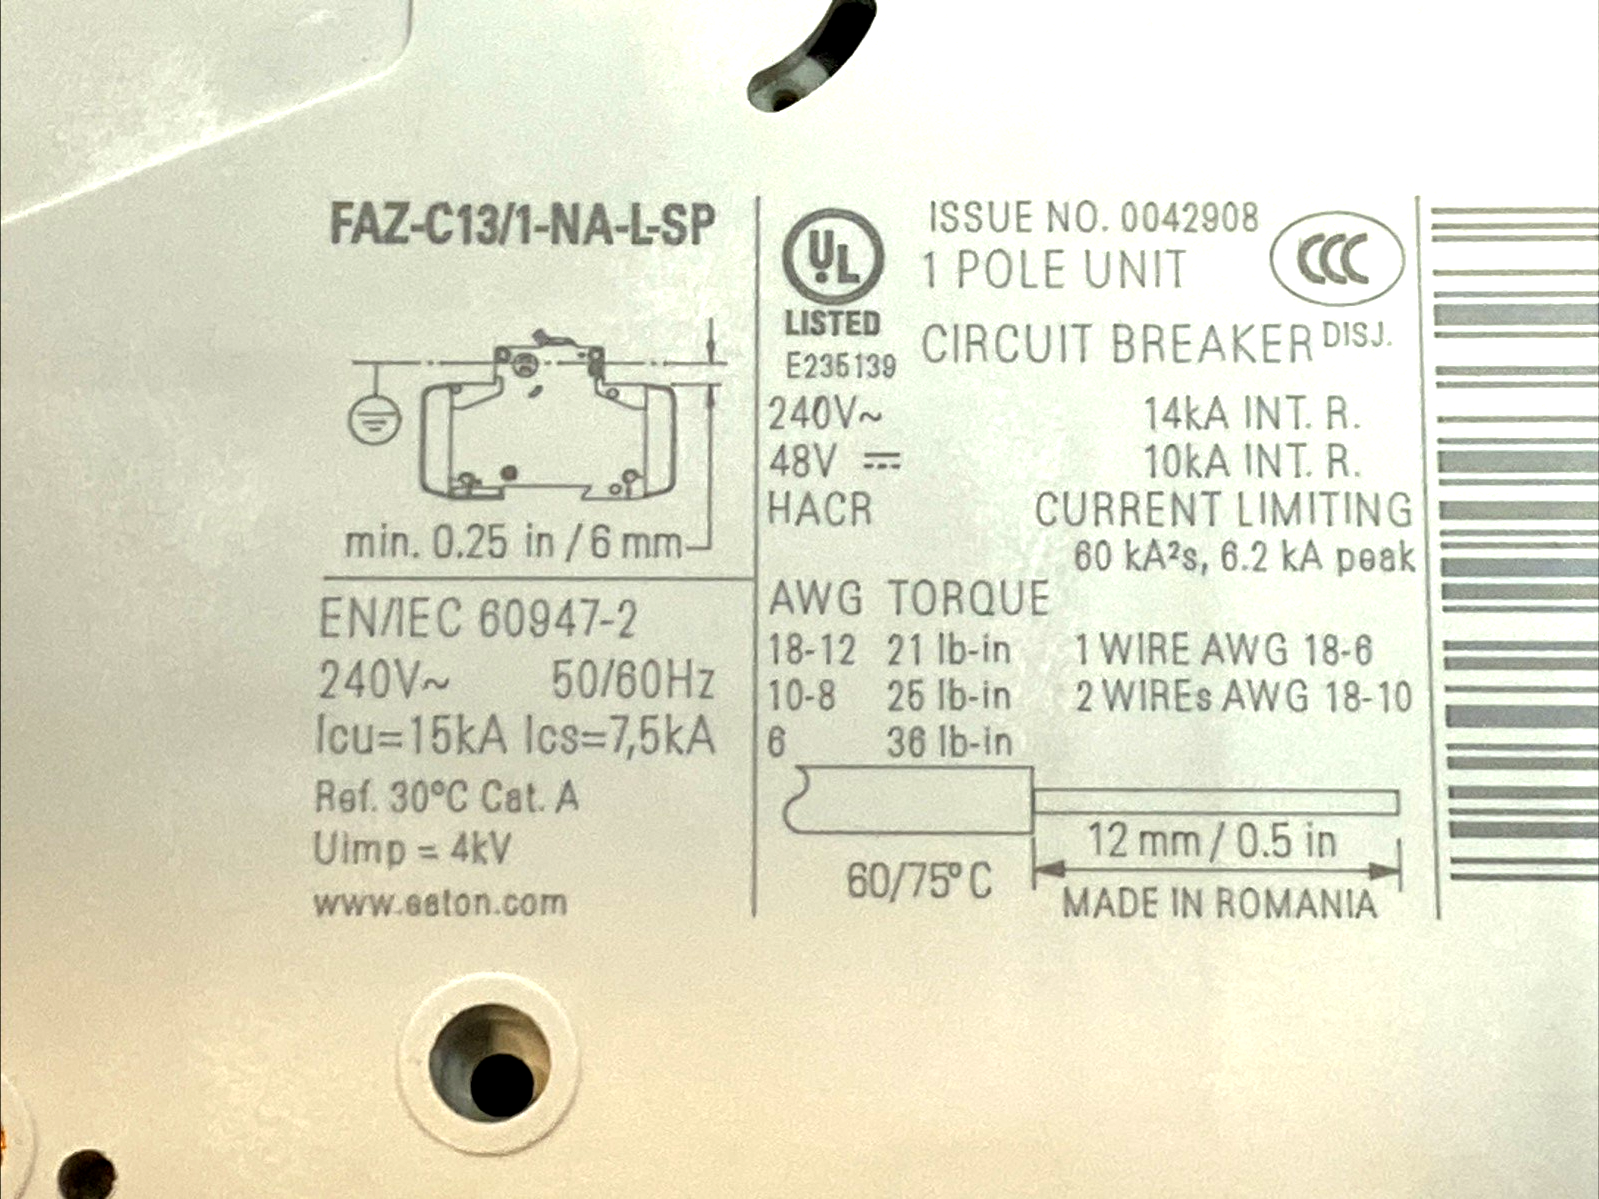 FAZ-C13/1-NA-L-SP
min. 0.25 in / 6 mm
EN/IEC 60947-2
240V~ 50/60Hz
Icu=15kA Ics=7,5kA
Ref. 30°C Cat. A
Uimp = 4kV
www.eaton.com
UL
LISTED
E235139
ISSUE NO. 0042908
CCC
1 POLE UNIT
CIRCUIT BREAKER DISJ.
240V~ 14kA INT. R.
48V ⎓ 10kA INT. R.
HACR CURRENT LIMITING
60 kA²s, 6.2 kA peak
AWG TORQUE
18-12 21 lb-in 1 WIRE AWG 18-6
10-8 25 lb-in 2 WIREs AWG 18-10
6 36 lb-in
12 mm / 0.5 in
60/75°C
MADE IN ROMANIA